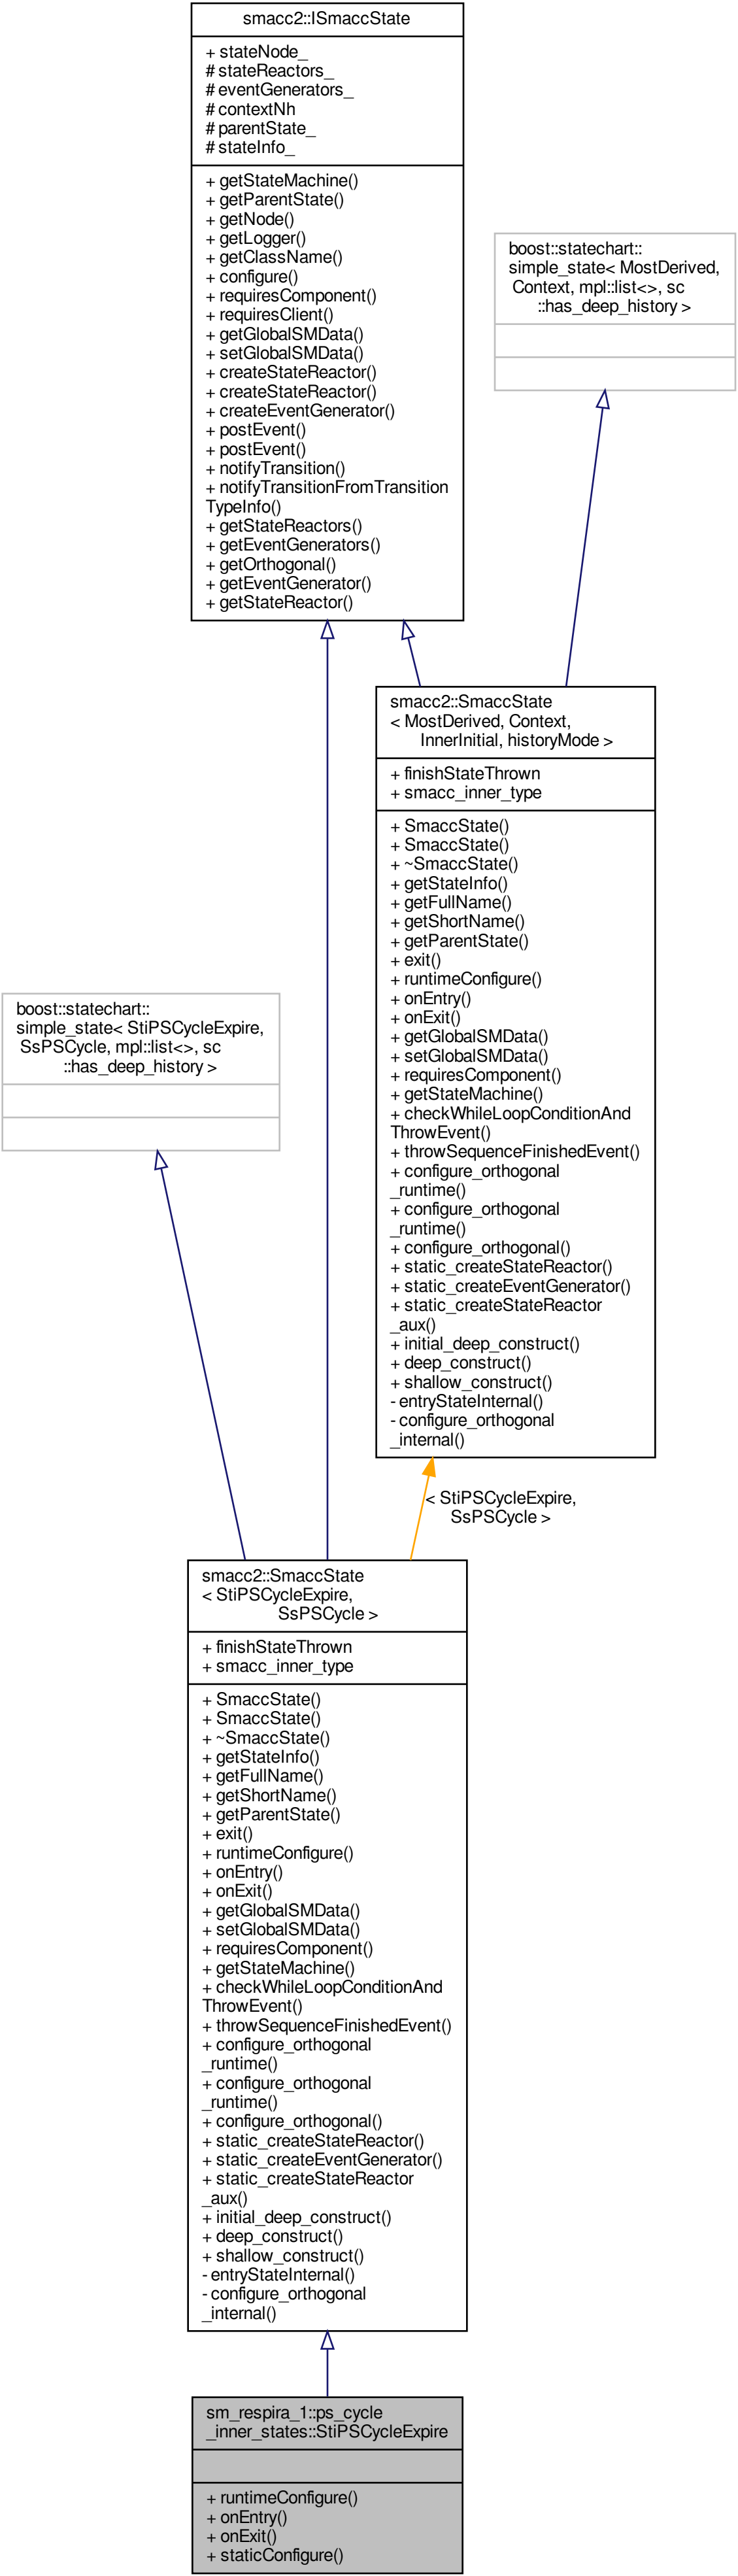 smacc2::ISmaccState
+ stateNode_
# stateReactors_
# eventGenerators_
# contextNh
# parentState_
# stateInfo_
+ getStateMachine()
+ getParentState()
+ getNode()
+ getLogger()
+ getClassName()
+ configure()
+ requiresComponent()
+ requiresClient()
+ getGlobalSMData()
+ setGlobalSMData()
+ createStateReactor()
+ createStateReactor()
+ createEventGenerator()
+ postEvent()
+ postEvent()
+ notifyTransition()
+ notifyTransitionFromTransition
TypeInfo()
+ getStateReactors()
+ getEventGenerators()
+ getOrthogonal()
+ getEventGenerator()
+ getStateReactor()
boost::statechart::
simple_state< MostDerived,
Context, mpl::list<>, sc
::has_deep_history >
smacc2::SmaccState
< MostDerived, Context,
InnerInitial, historyMode >
+ finishStateThrown
+ smacc_inner_type
+ SmaccState()
+ SmaccState()
+ ~SmaccState()
+ getStateInfo()
+ getFullName()
+ getShortName()
+ getParentState()
+ exit()
+ runtimeConfigure()
+ onEntry()
+ onExit()
+ getGlobalSMData()
+ setGlobalSMData()
+ requiresComponent()
+ getStateMachine()
+ checkWhileLoopConditionAnd
ThrowEvent()
+ throwSequenceFinishedEvent()
+ configure_orthogonal
_runtime()
+ configure_orthogonal
_runtime()
+ configure_orthogonal()
+ static_createStateReactor()
+ static_createEventGenerator()
+ static_createStateReactor
_aux()
+ initial_deep_construct()
+ deep_construct()
+ shallow_construct()
- entryStateInternal()
- configure_orthogonal
_internal()
boost::statechart::
simple_state< StiPSCycleExpire,
SsPSCycle, mpl::list<>, sc
::has_deep_history >
< StiPSCycleExpire,
SsPSCycle >
smacc2::SmaccState
< StiPSCycleExpire,
SsPSCycle >
+ finishStateThrown
+ smacc_inner_type
+ SmaccState()
+ SmaccState()
+ ~SmaccState()
+ getStateInfo()
+ getFullName()
+ getShortName()
+ getParentState()
+ exit()
+ runtimeConfigure()
+ onEntry()
+ onExit()
+ getGlobalSMData()
+ setGlobalSMData()
+ requiresComponent()
+ getStateMachine()
+ checkWhileLoopConditionAnd
ThrowEvent()
+ throwSequenceFinishedEvent()
+ configure_orthogonal
_runtime()
+ configure_orthogonal
_runtime()
+ configure_orthogonal()
+ static_createStateReactor()
+ static_createEventGenerator()
+ static_createStateReactor
_aux()
+ initial_deep_construct()
+ deep_construct()
+ shallow_construct()
- entryStateInternal()
- configure_orthogonal
_internal()
sm_respira_1::ps_cycle
_inner_states::StiPSCycleExpire
+ runtimeConfigure()
+ onEntry()
+ onExit()
+ staticConfigure()